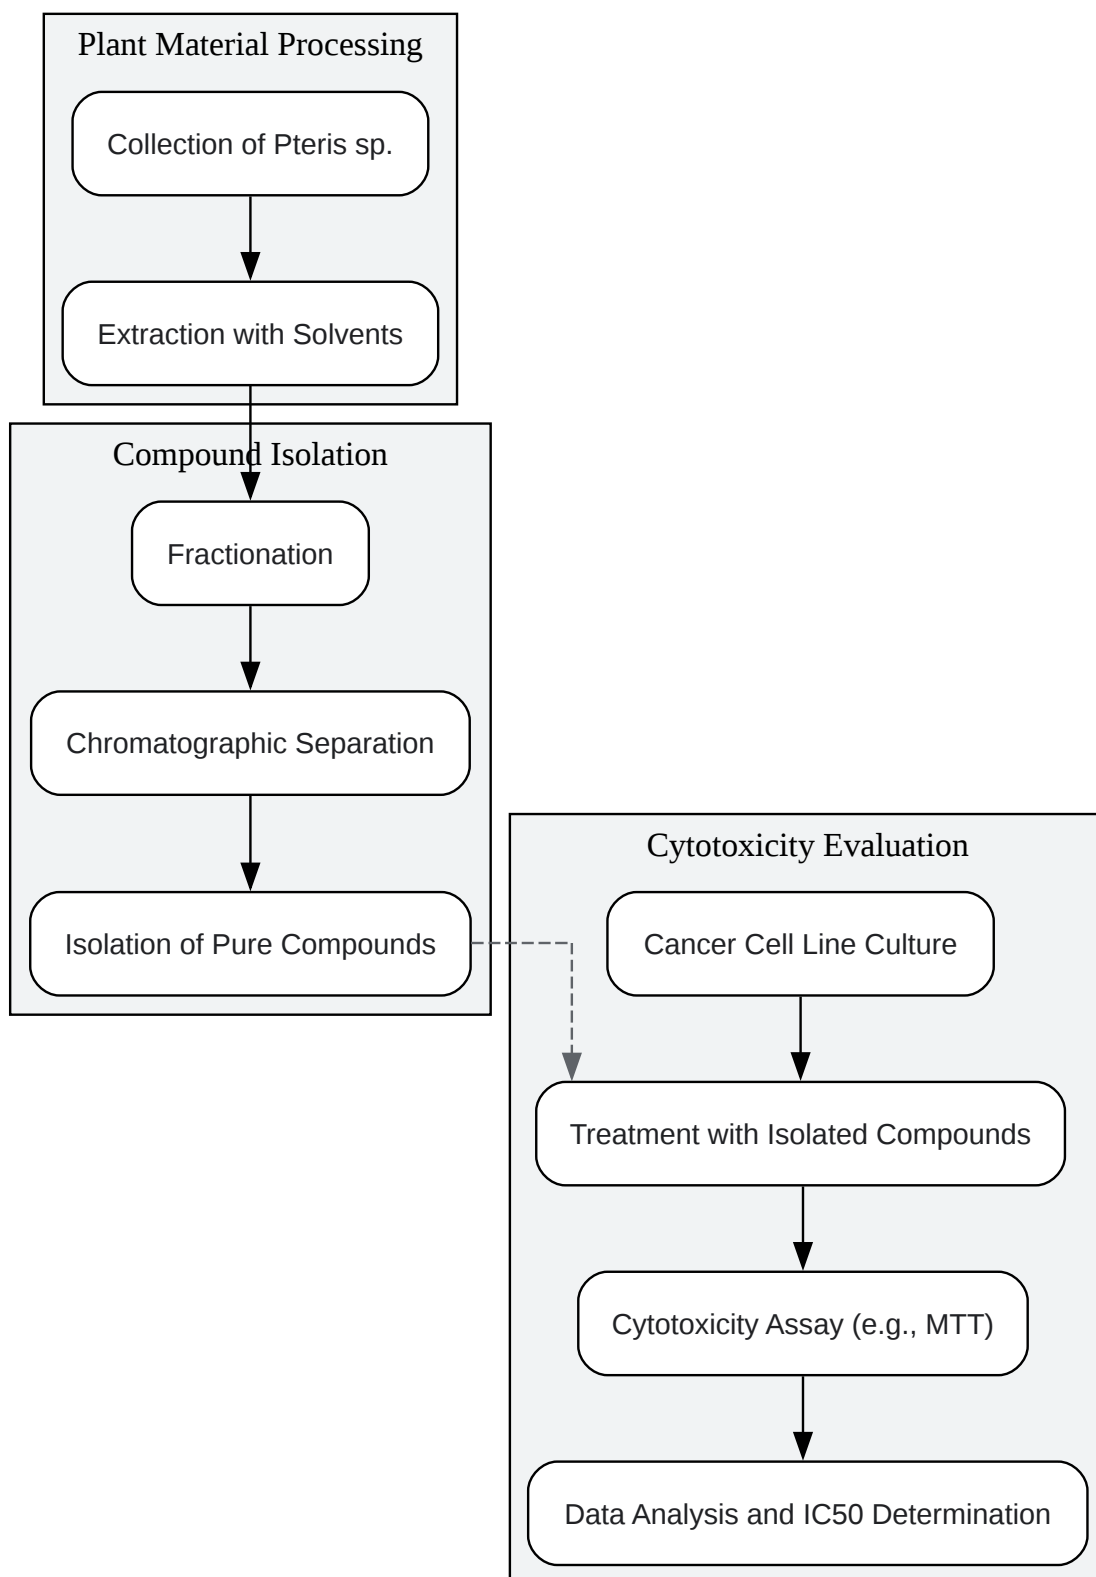 Plant Material Processing
Collection of Pteris sp.
Extraction with Solvents
Compound Isolation
Fractionation
Chromatographic Separation
Isolation of Pure Compounds
Cytotoxicity Evaluation
Cancer Cell Line Culture
Treatment with Isolated Compounds
Cytotoxicity Assay (e.g., MTT)
Data Analysis and IC50 Determination